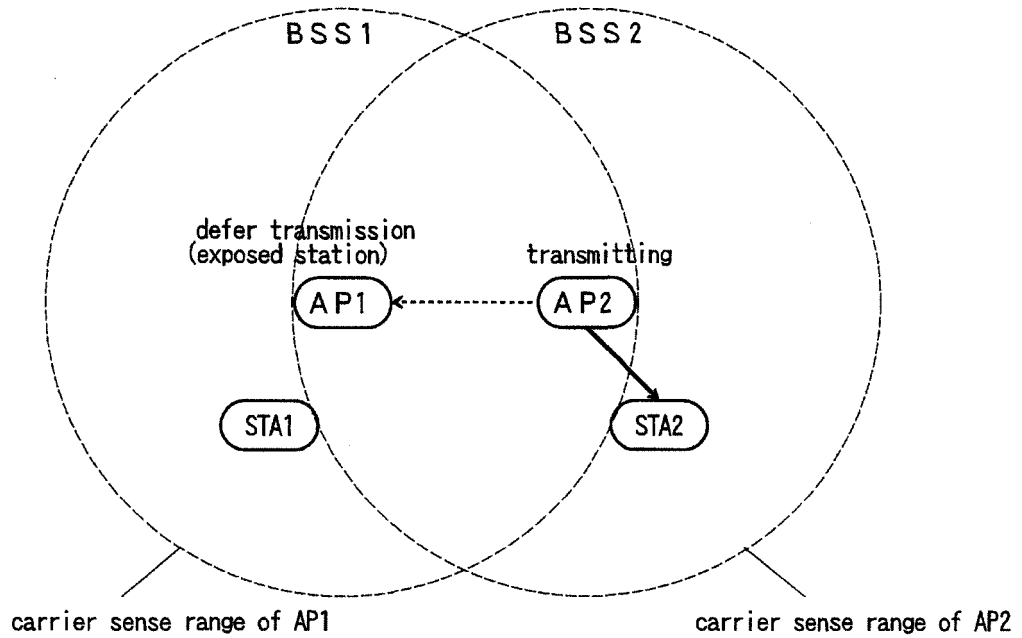 BSS1
BSS2
defer transmission
(exposed station)
transmitting
AP1
AP2
STA1
STA2
carrier sense range of AP1
carrier sense range of AP2